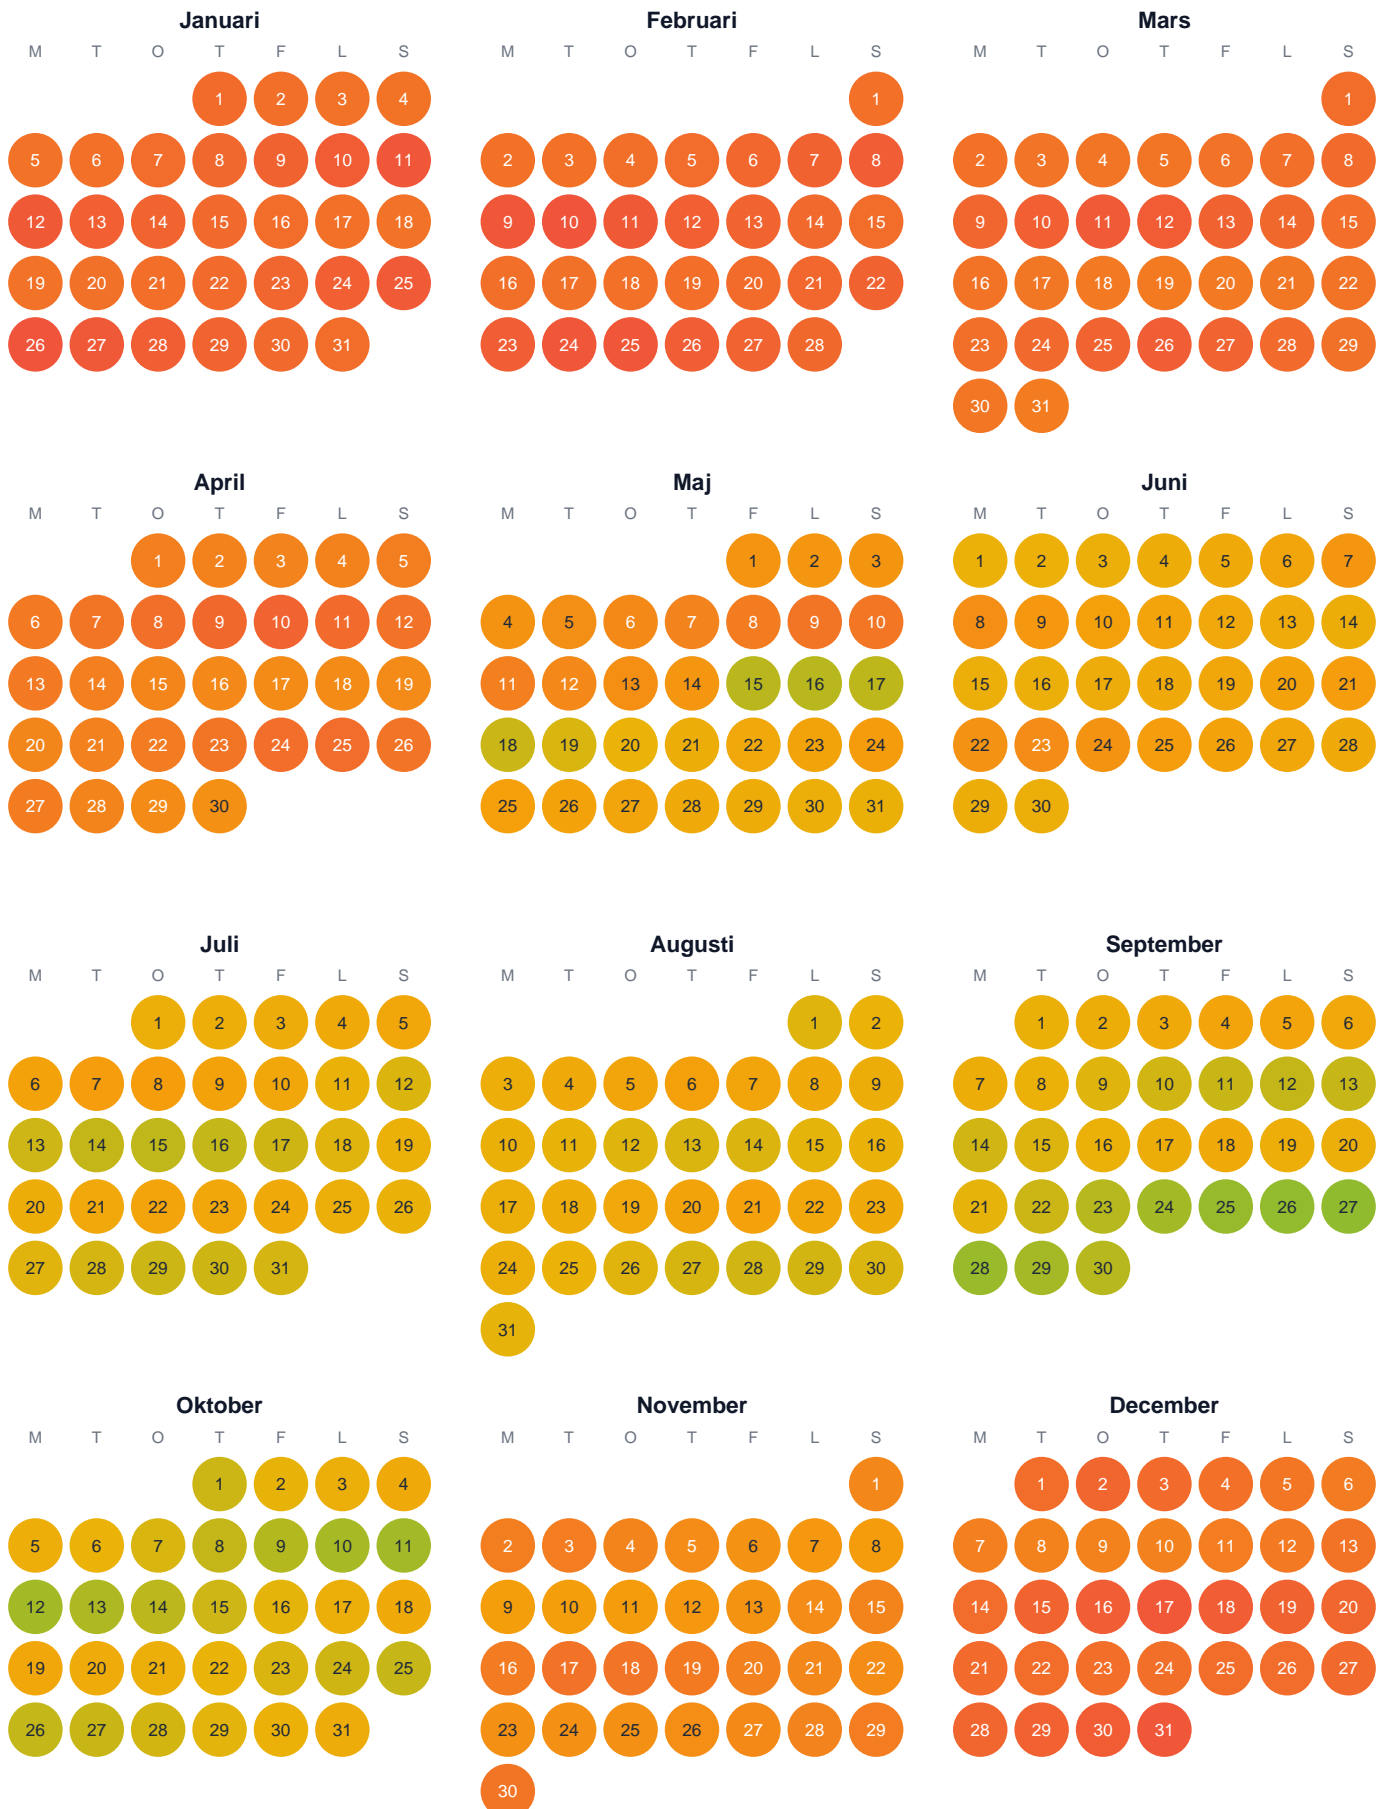 Januari Februari Mars
M T O T F L S M T O T F L S M T O T F L S
1 2 3 4 1 1
5 6 7 8 9 10 11 2 3 4 5 6 7 8 2 3 4 5 6 7 8
12 13 14 15 16 17 18 9 10 11 12 13 14 15 9 10 11 12 13 14 15
19 20 21 22 23 24 25 16 17 18 19 20 21 22 16 17 18 19 20 21 22
26 27 28 29 30 31 23 24 25 26 27 28 23 24 25 26 27 28 29
30 31
April Maj Juni
M T O T F L S M T O T F L S M T O T F L S
1 2 3 4 5 1 2 3 1 2 3 4 5 6 7
6 7 8 9 10 11 12 4 5 6 7 8 9 10 8 9 10 11 12 13 14
13 14 15 16 17 18 19 11 12 13 14 15 16 17 15 16 17 18 19 20 21
20 21 22 23 24 25 26 18 19 20 21 22 23 24 22 23 24 25 26 27 28
27 28 29 30 25 26 27 28 29 30 31 29 30
Juli Augusti September
M T O T F L S M T O T F L S M T O T F L S
1 2 3 4 5 1 2 1 2 3 4 5 6
6 7 8 9 10 11 12 3 4 5 6 7 8 9 7 8 9 10 11 12 13
13 14 15 16 17 18 19 10 11 12 13 14 15 16 14 15 16 17 18 19 20
20 21 22 23 24 25 26 17 18 19 20 21 22 23 21 22 23 24 25 26 27
27 28 29 30 31 24 25 26 27 28 29 30 28 29 30
31
Oktober November December
M T O T F L S M T O T F L S M T O T F L S
1 2 3 4 1 1 2 3 4 5 6
5 6 7 8 9 10 11 2 3 4 5 6 7 8 7 8 9 10 11 12 13
12 13 14 15 16 17 18 9 10 11 12 13 14 15 14 15 16 17 18 19 20
19 20 21 22 23 24 25 16 17 18 19 20 21 22 21 22 23 24 25 26 27
26 27 28 29 30 31 23 24 25 26 27 28 29 28 29 30 31
30